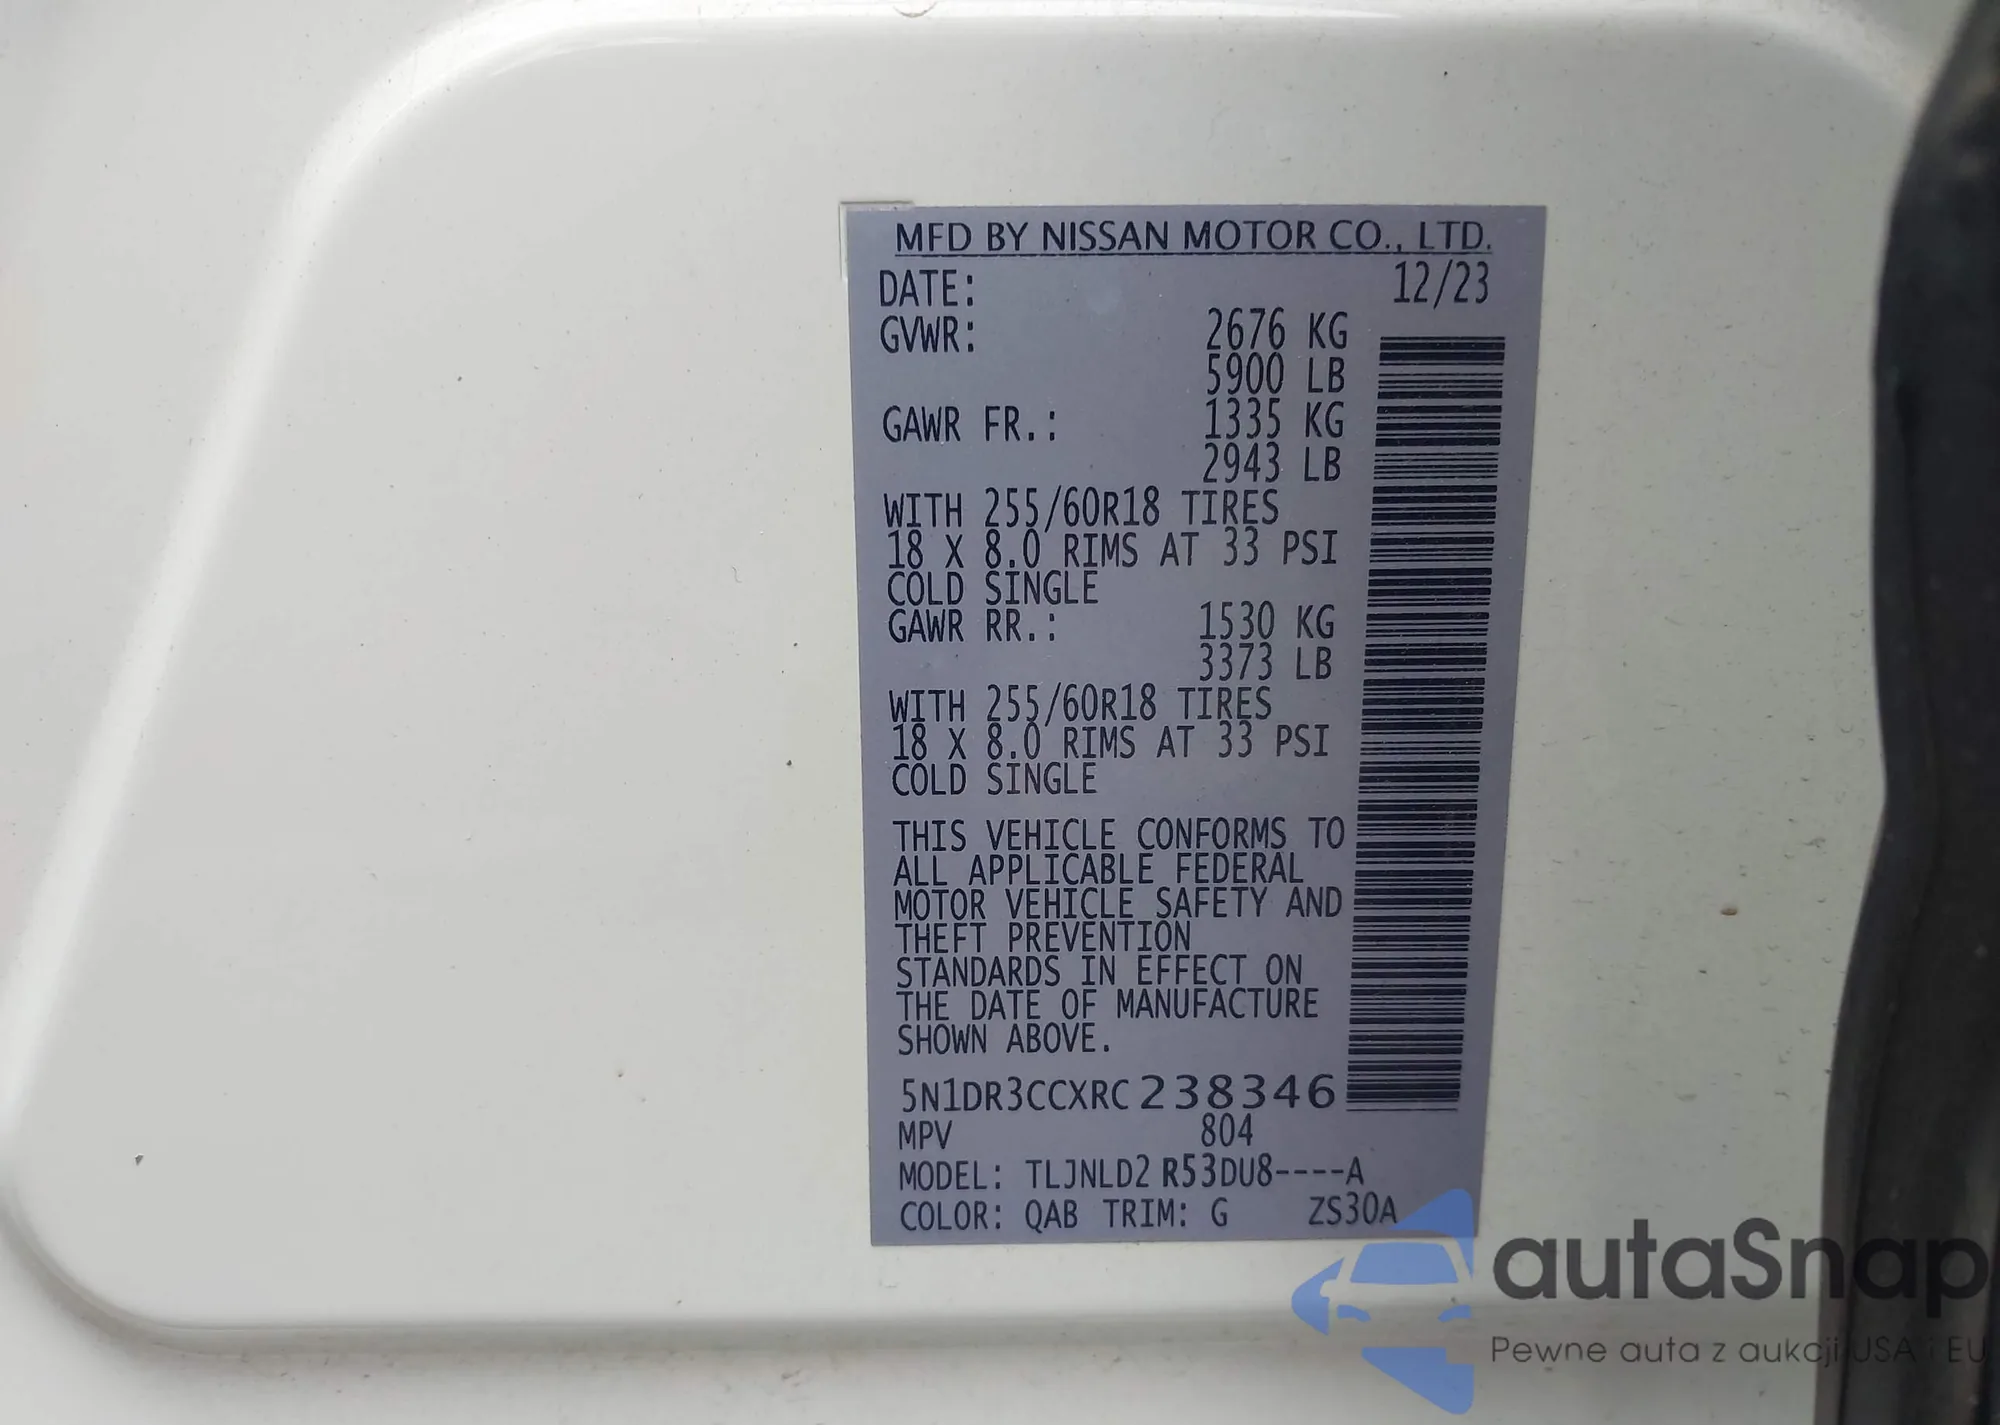 MFD BY NISSAN MOTOR CO., LTD.
DATE: 12/23
GVWR: 2676 KG
5900 LB
GAWR FR.: 1335 KG
2943 LB
WITH 255/60R18 TIRES
18 X 8.0 RIMS AT 33 PSI
COLD SINGLE
GAWR RR.: 1530 KG
3373 LB
WITH 255/60R18 TIRES
18 X 8.0 RIMS AT 33 PSI
COLD SINGLE
THIS VEHICLE CONFORMS TO
ALL APPLICABLE FEDERAL
MOTOR VEHICLE SAFETY AND
THEFT PREVENTION
STANDARDS IN EFFECT ON
THE DATE OF MANUFACTURE
SHOWN ABOVE.
5N1DR3CCXRC238346
MPV 804
MODEL: TLJNLD2 R53DU8----A
COLOR: QAB TRIM: G ZS30A
autaSnap
Pewne auta z aukcji USA i EU